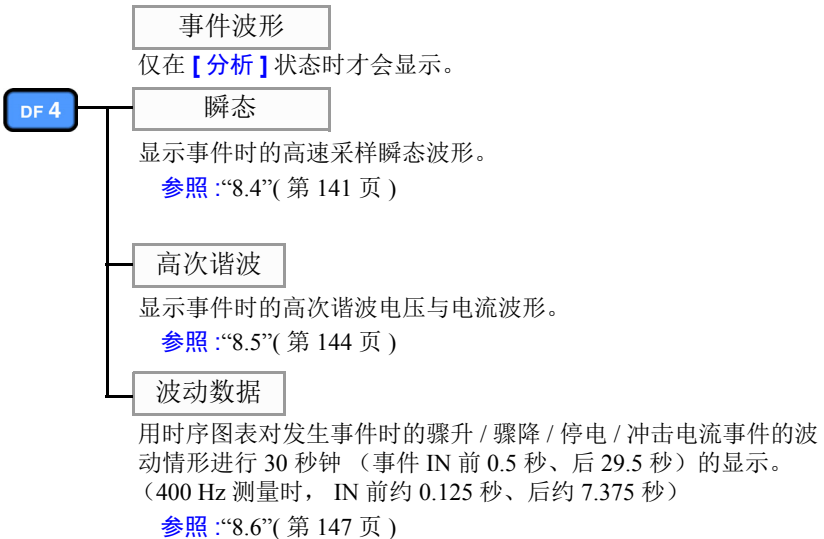 事件波形
仅在 [ 分析 ] 状态时才会显示。
DF 4
瞬态
显示事件时的高速采样瞬态波形。
参照 :“8.4”( 第 141 页 )
高次谐波
显示事件时的高次谐波电压与电流波形。
参照 :“8.5”( 第 144 页 )
波动数据
用时序图表对发生事件时的骤升 / 骤降 / 停电 / 冲击电流事件的波
动情形进行 30 秒钟 （事件 IN 前 0.5 秒、后 29.5 秒）的显示。
（400 Hz 测量时， IN 前约 0.125 秒、后约 7.375 秒）
参照 :“8.6”( 第 147 页 )